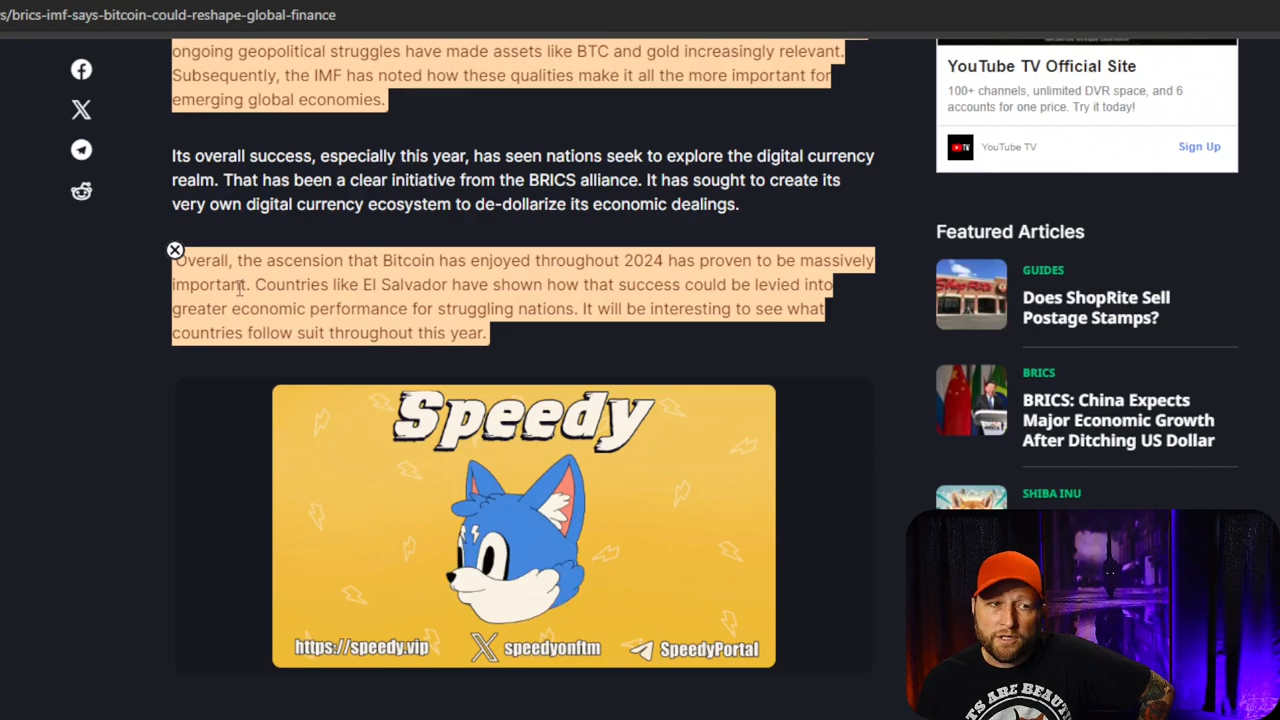 s/brics-imf-says-bitcoin-could-reshape-global-finance
ongoing geopolitical struggles have made assets like BTC and gold increasingly relevant.
Subsequently, the IMF has noted how these qualities make it all the more important for
emerging global economies.
Its overall success, especially this year, has seen nations seek to explore the digital currency
realm. That has been a clear initiative from the BRICS alliance. It has sought to create its
very own digital currency ecosystem to de-dollarize its economic dealings.
Overall, the ascension that Bitcoin has enjoyed throughout 2024 has proven to be massively
important. Countries like El Salvador have shown how that success could be levied into
greater economic performance for struggling nations. It will be interesting to see what
countries follow suit throughout this year.
Speedy
https://speedy.vip
speedyonftm
SpeedyPortal
YouTube TV Official Site
100+ channels, unlimited DVR space, and 6
accounts for one price. Try it today!
YouTube TV
Sign Up
Featured Articles
GUIDES
Does ShopRite Sell
Postage Stamps?
BRICS
BRICS: China Expects
Major Economic Growth
After Ditching US Dollar
SHIBA INU
ARE BEAU